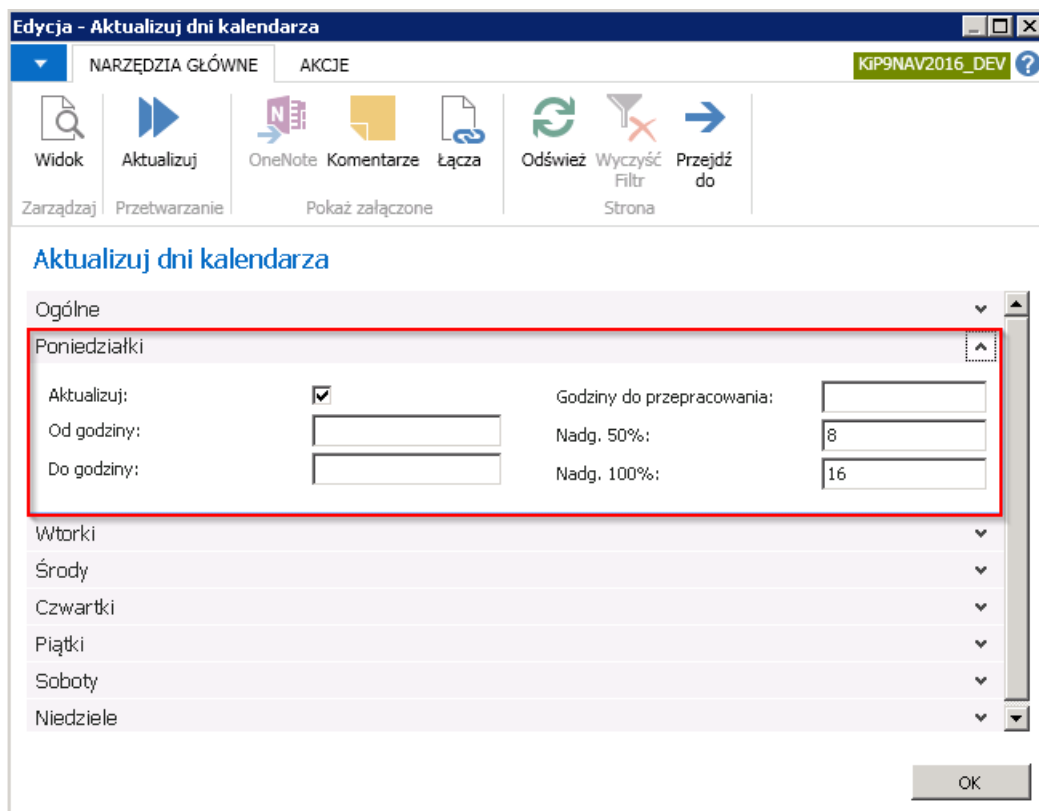 Edycja - Aktualizuj dni kalendarza
NARZĘDZIA GŁÓWNE AKCJE KiP9NAV2016_DEV
Widok Aktualizuj OneNote Komentarze Łącza Odśwież Wyczyść Filtr Przejdź do
Zarządzaj Przetwarzanie Pokaż załączone Strona
Aktualizuj dni kalendarza
Ogólne
Poniedziałki
Aktualizuj: Godziny do przepracowania:
Od godziny: Nadg. 50%: 8
Do godziny: Nadg. 100%: 16
Wtorki
Środy
Czwartki
Piątki
Soboty
Niedziele
OK